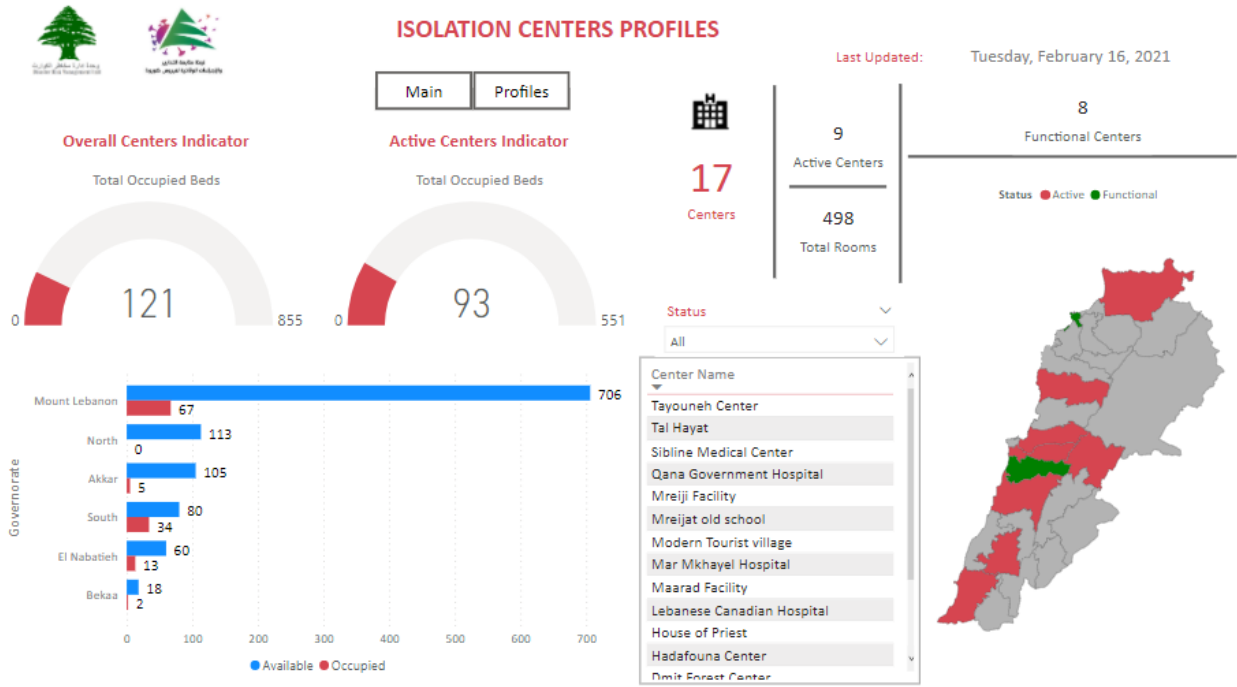 ISOLATION CENTERS PROFILES
Last Updated:
Tuesday, February 16, 2021
Main
Profiles
Overall Centers Indicator
Total Occupied Beds
121
0
855
Active Centers Indicator
Total Occupied Beds
93
0
551
17
Centers
9
Active Centers
498
Total Rooms
8
Functional Centers
Status Active Functional
Status
All
Center Name
Tayouneh Center
Tal Hayat
Sibline Medical Center
Qana Government Hospital
Mreiji Facility
Mreijat old school
Modern Tourist village
Mar Mkhayel Hospital
Maarad Facility
Lebanese Canadian Hospital
House of Priest
Hadafouna Center
Dmit Forest Center
Governorate
Mount Lebanon
706
67
North
113
0
Akkar
105
5
South
80
34
El Nabatieh
60
13
Bekaa
18
2
0 100 200 300 400 500 600 700
Available Occupied